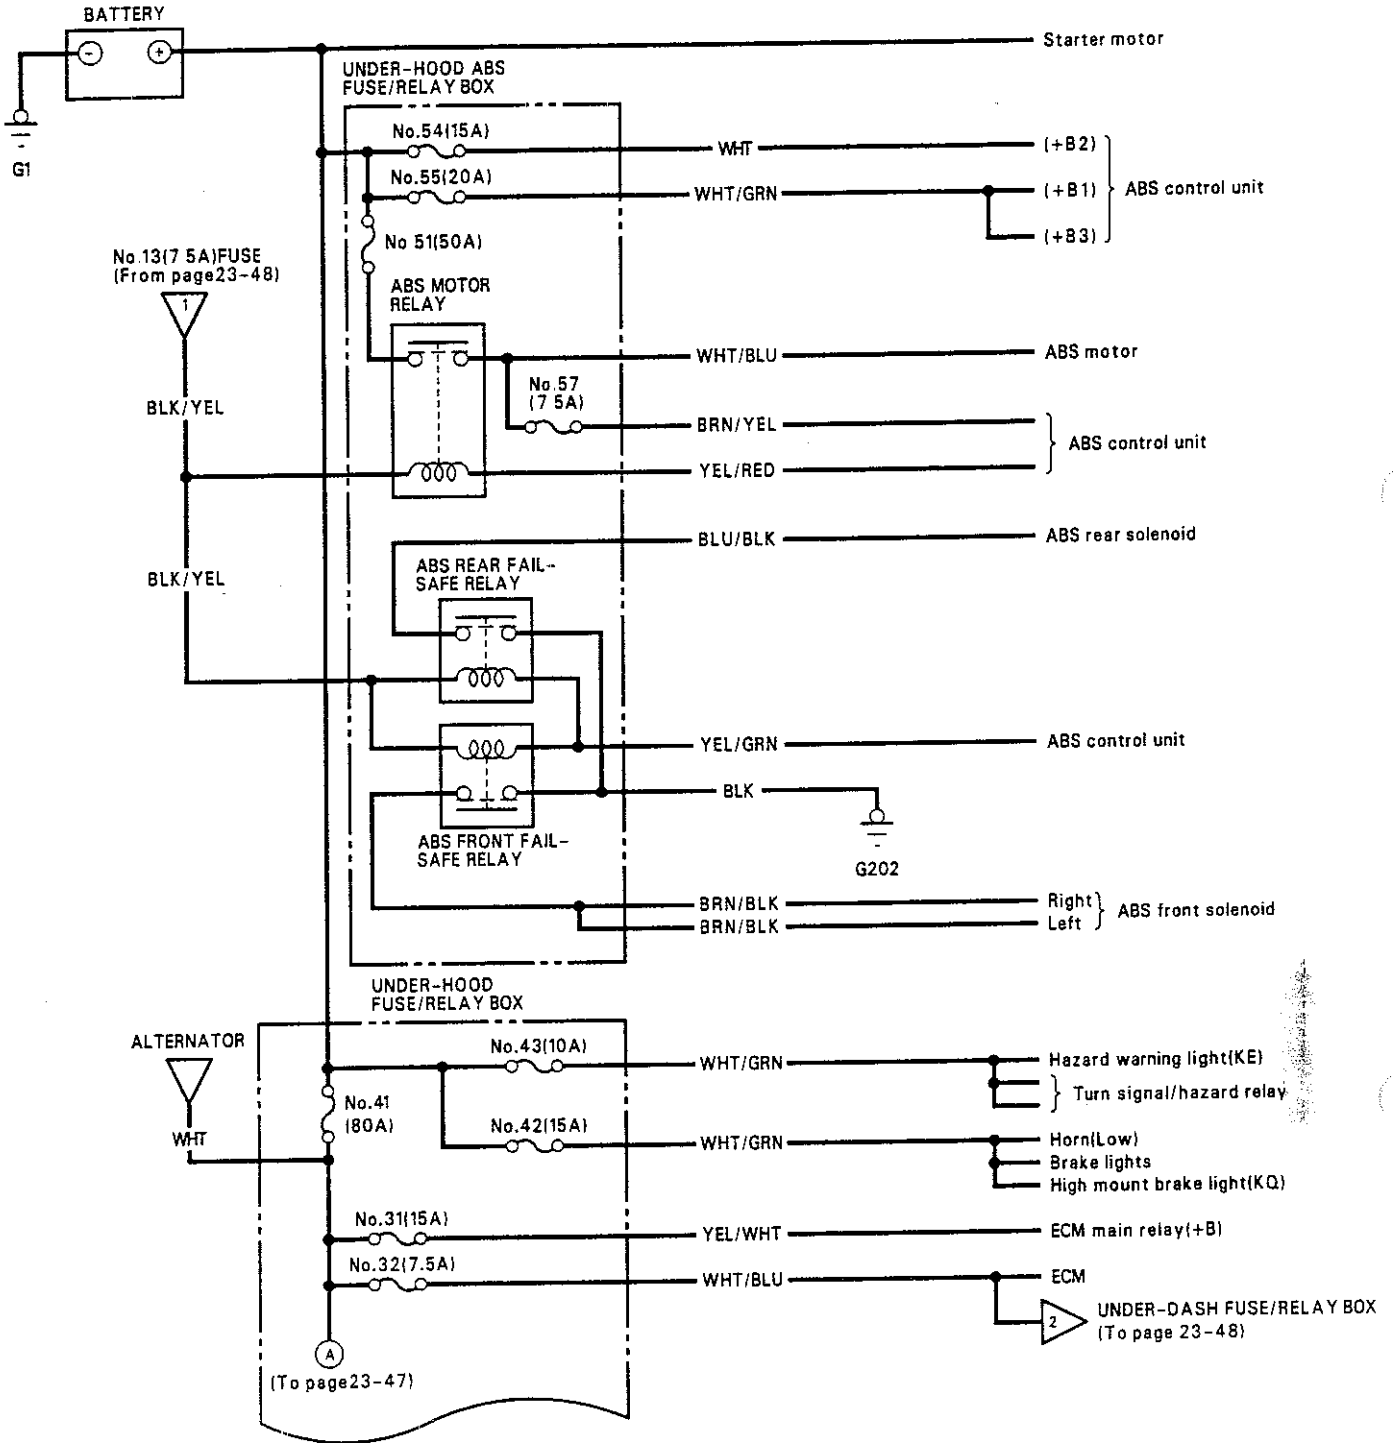 BATTERY
Starter motor
UNDER-HOOD ABS
FUSE/RELAY BOX
G1
No.54(15A)
WHT
(+B2)
No.55(20A)
WHT/GRN
(+B1)
ABS control unit
(+B3)
No 51(50A)
No.13(7 5A)FUSE
(From page23-48)
1
ABS MOTOR
RELAY
WHT/BLU
ABS motor
No.57
(7 5A)
BLK/YEL
BRN/YEL
ABS control unit
YEL/RED
BLU/BLK
ABS rear solenoid
BLK/YEL
ABS REAR FAIL-
SAFE RELAY
YEL/GRN
ABS control unit
BLK
ABS FRONT FAIL-
SAFE RELAY
G202
BRN/BLK
Right
ABS front solenoid
BRN/BLK
Left
UNDER-HOOD
FUSE/RELAY BOX
ALTERNATOR
No.43(10A)
WHT/GRN
Hazard warning light(KE)
Turn signal/hazard relay
No.41
(80A)
WHT
No.42(15A)
WHT/GRN
Horn(Low)
Brake lights
High mount brake light(KQ)
No.31(15A)
YEL/WHT
ECM main relay(+B)
No.32(7.5A)
WHT/BLU
ECM
2
UNDER-DASH FUSE/RELAY BOX
(To page 23-48)
A
(To page23-47)